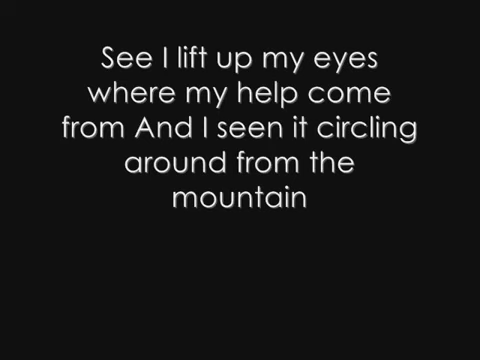 See I lift up my eyes
where my help come
from And I seen it circling
around from the
mountain